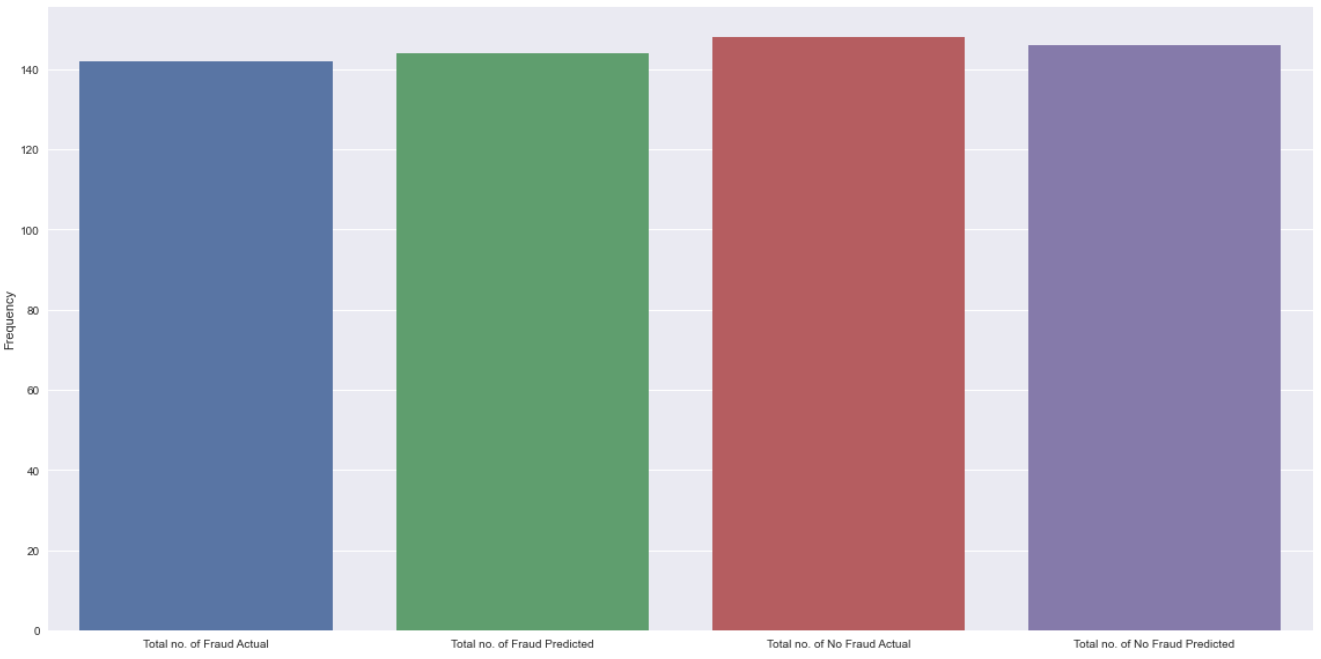 140
120
100
80
60
40
20
0
Frequency
Total no. of Fraud Actual
Total no. of Fraud Predicted
Total no. of No Fraud Actual
Total no. of No Fraud Predicted